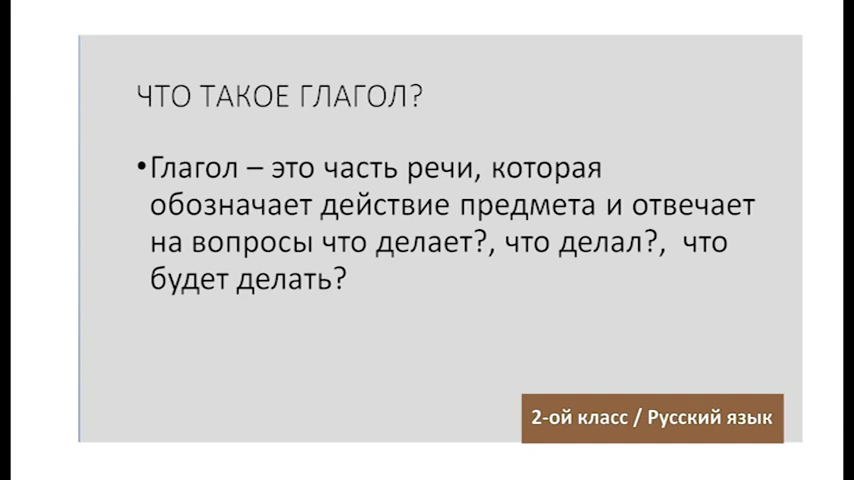 ЧТО ТАКОЕ ГЛАГОЛ?
•Глагол – это часть речи, которая
обозначает действие предмета и отвечает
на вопросы что делает?, что делал?, что
будет делать?
2-ой класс / Русский язык